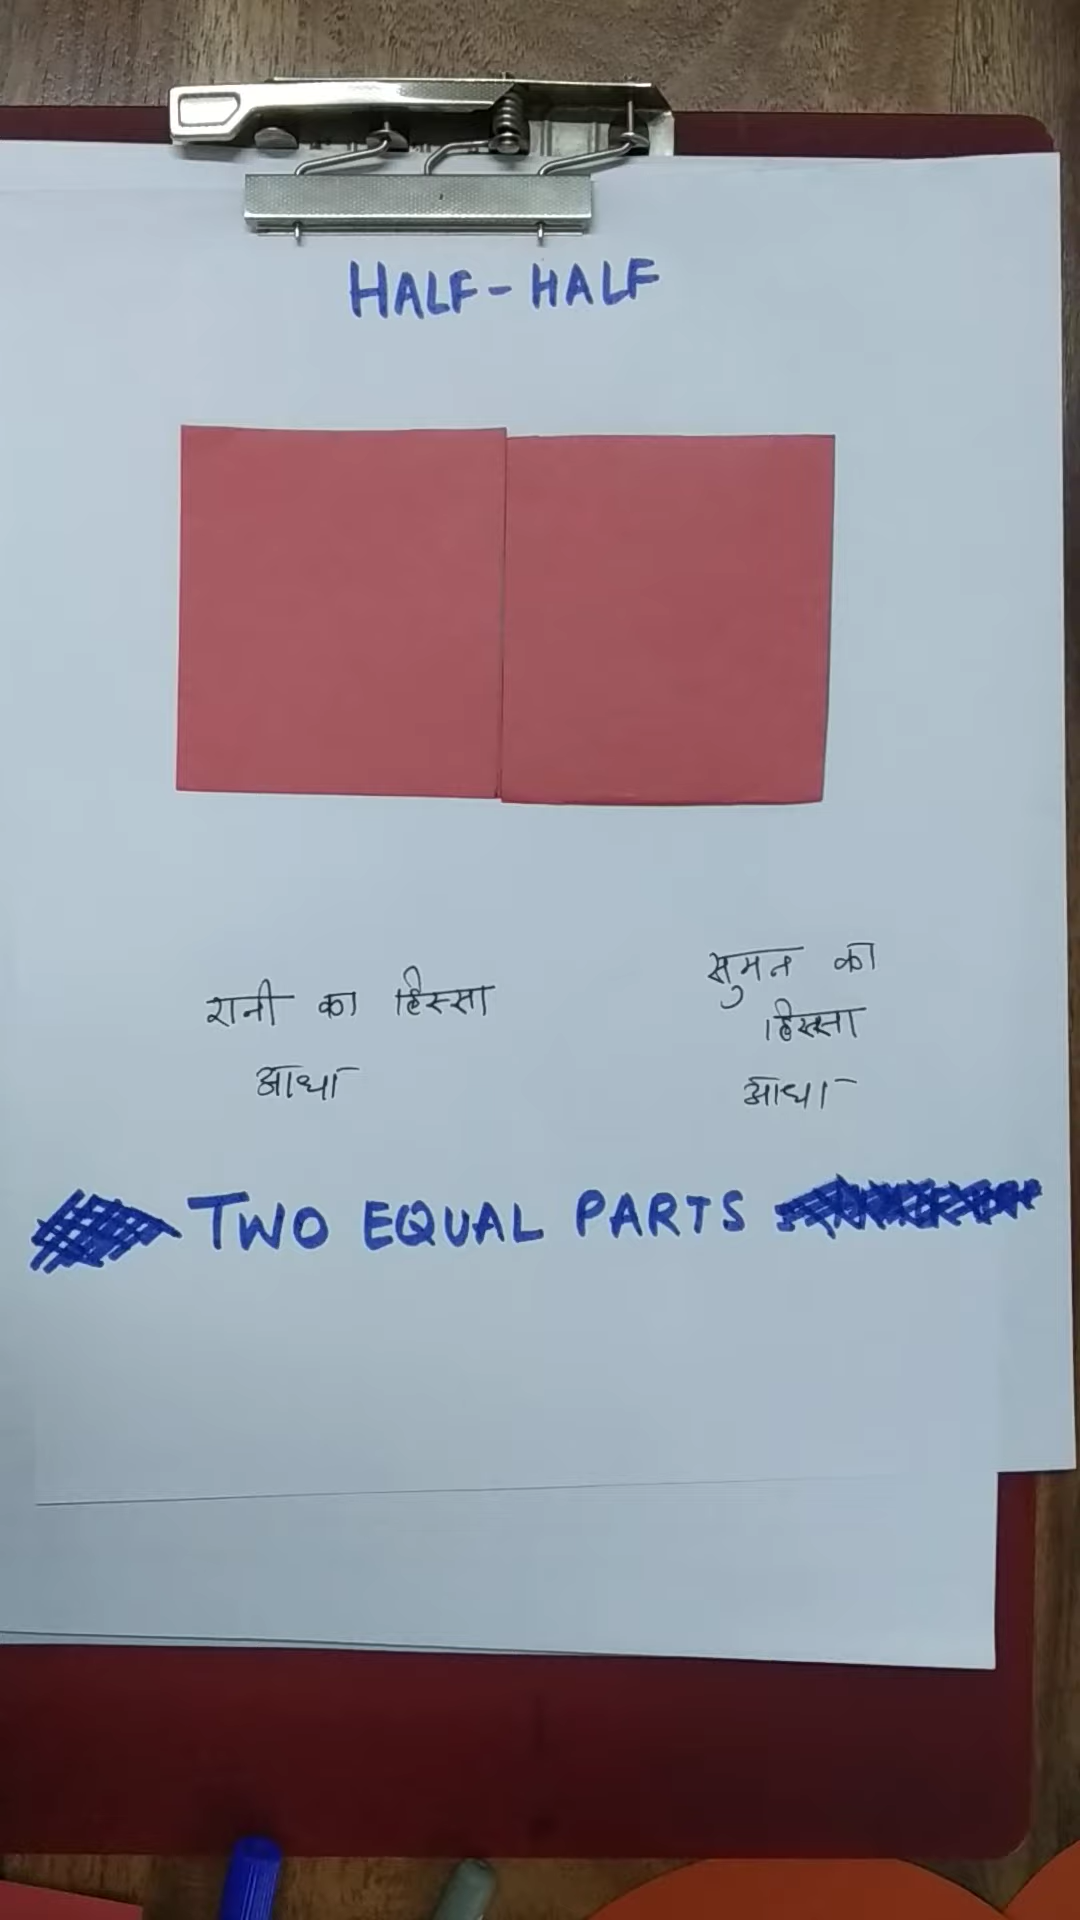 HALF - HALF
रानी का हिस्सा
आधा
सुमन का
हिस्सा
आधा
TWO EQUAL PARTS